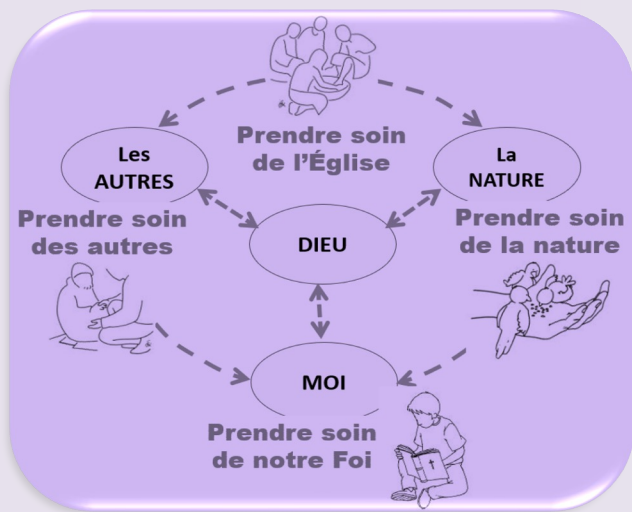 Prendre soin
de l'Église
Les
AUTRES
La
NATURE
Prendre soin
des autres
DIEU
Prendre soin
de la nature
MOI
Prendre soin
de notre Foi